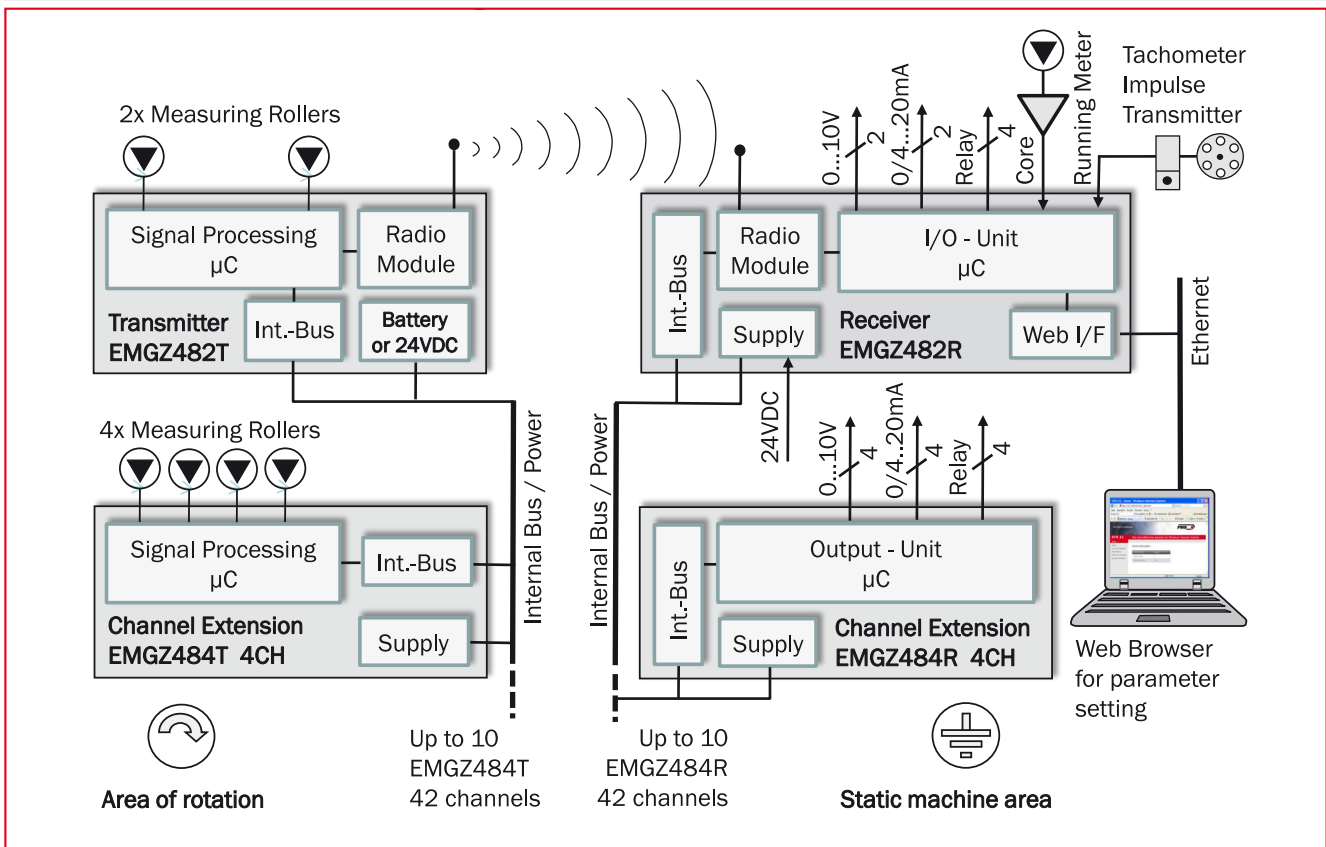 2x Measuring Rollers
Signal Processing
µC
Radio
Module
Transmitter
EMGZ482T
Int.-Bus
Battery
or 24VDC
4x Measuring Rollers
Signal Processing
µC
Int.-Bus
Channel Extension
EMGZ484T 4CH
Supply
Internal Bus / Power
Up to 10
EMGZ484T
42 channels
Area of rotation
0...10V
2
0/4...20mA
2
Relay
4
Core
Running Meter
Tachometer
Impulse
Transmitter
Int.-Bus
Radio
Module
I/O - Unit
µC
Supply
Receiver
EMGZ482R
Web I/F
Ethernet
Internal Bus / Power
24VDC
0...10V
4
0/4...20mA
4
Relay
4
Int.-Bus
Output - Unit
µC
Supply
Channel Extension
EMGZ484R 4CH
Web Browser
for parameter
setting
Up to 10
EMGZ484R
42 channels
Static machine area